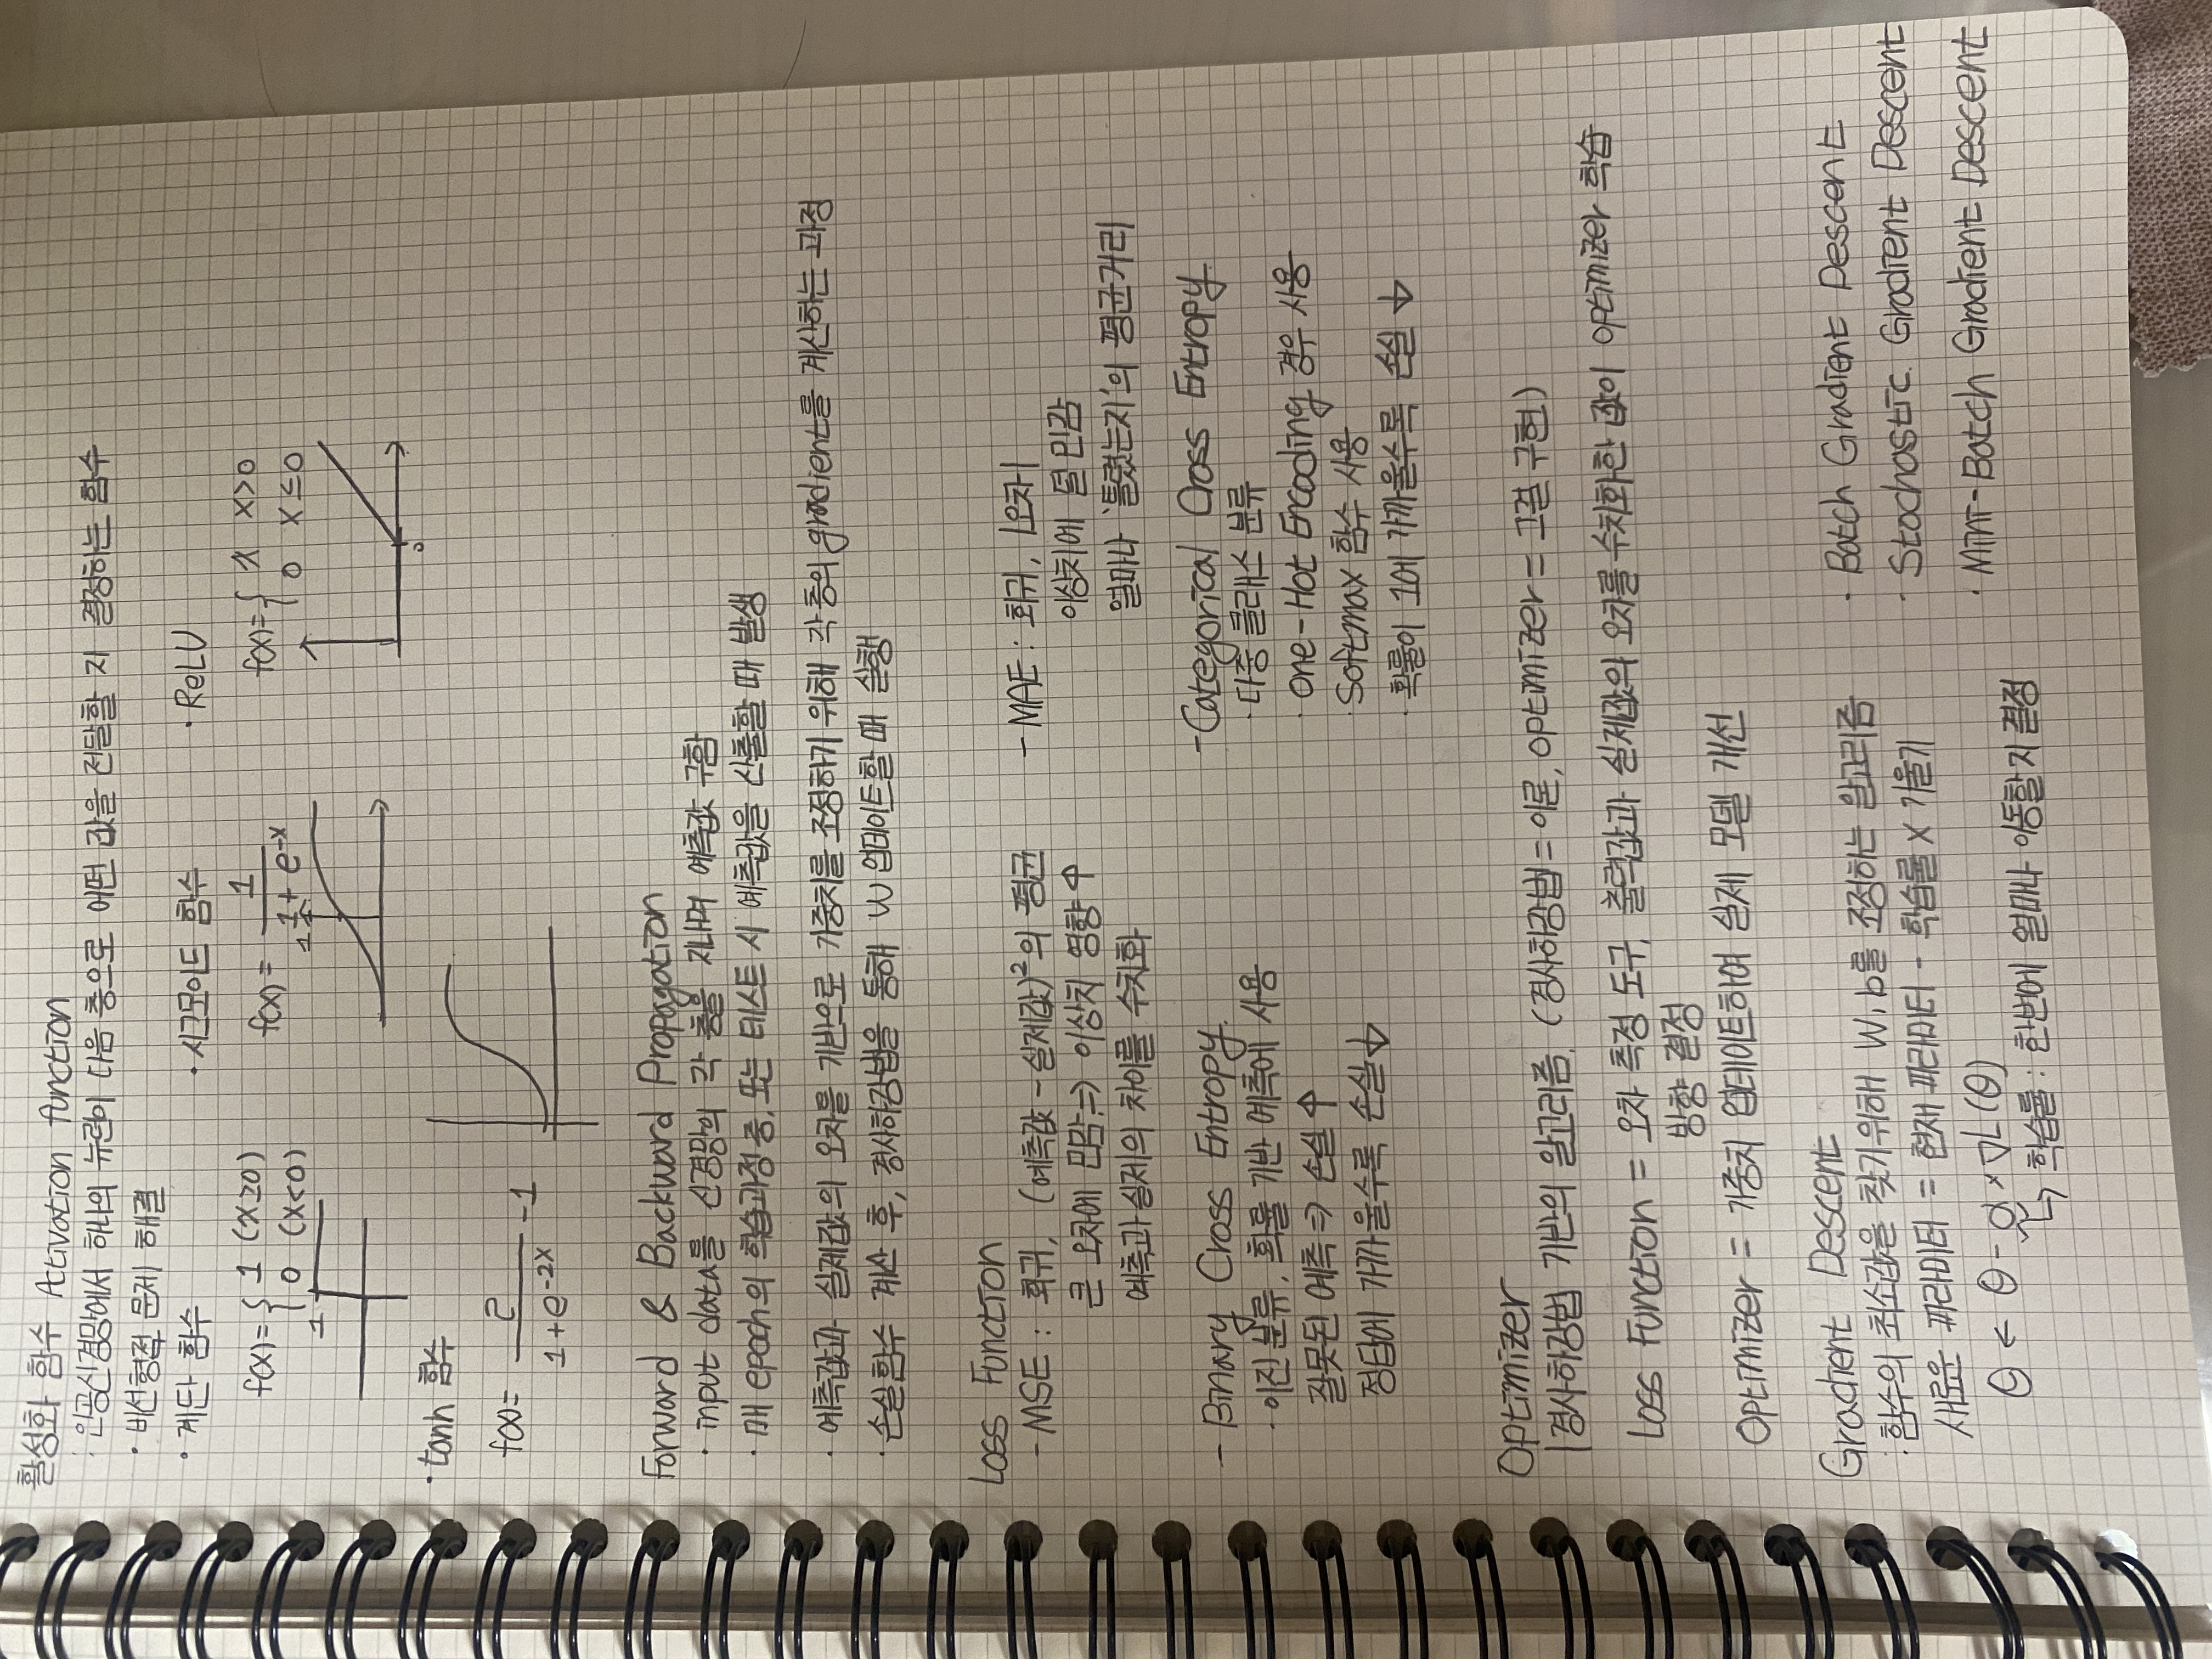 활성화 함수 Activation function
: 인공신경망에서 하나의 뉴런이 다음 층으로 어떤 값을 전달할 지 결정하는 함수
· 비선형적 문제 해결
· 계단 함수
f(x)= { 1 (x≥0)
0 (x<0)
1
· 시그모이드 함수
f(x) = 1 / 1 + e^-x
1
· ReLU
f(x)= { x x>0
0 x≤0
0
· tanh 함수
f(x)= 2 / 1+e^-2x -1
Forward & Backward Propagation
· input data를 신경망의 각 층을 지나며 예측값 구함
· 매 epoch의 학습과정 중, 또는 테스트 시 예측값을 산출할 때 발생
· 예측값과 실제값의 오차를 기반으로 가중치를 조정하기 위해 각 층의 gradient를 계산하는 과정
· 손실함수 계산 후, 경사하강법을 통해 W 업데이트할 때 실행
Loss Function
- MSE : 회귀, (예측값 - 실제값)²의 평균
큰 오차에 민감 ⇒ 이상치 영향 ↑
예측과 실제의 차이를 수치화
- MAE : 회귀, |오차|
이상치에 덜 민감
얼마나 '틀렸는지'의 평균거리
- Binary Cross Entropy
· 이진 분류, 확률 기반 예측에 사용
잘못된 예측 ⇒ 손실 ↑
정답에 가까울수록 손실 ↓
- Categorical Cross Entropy
· 다중 클래스 분류
· One-Hot Encoding 경우 사용
· Softmax 함수 사용
· 확률이 1에 가까울수록 손실 ↓
Optimizer
| 경사하강법 기반의 알고리즘. (경사하강법 = 이론, optimizer = 그걸 구현)
Loss Function = 오차 측정 도구, 출력값과 실제값의 오차를 수치화한 값이 optimizer 학습
방향 결정
Optimizer = 가중치 업데이트하여 실제 모델 개선
Gradient Descent
: 함수의 최소값을 찾기위해 W, b를 조정하는 알고리즘
새로운 파라미터 = 현재 파라미터 - 학습률 × 기울기
θ ← θ - α × ∇L(θ)
↳ 학습률 : 한번에 얼마나 이동할지 결정
· Batch Gradient Descent
· Stochastic Gradient Descent
· Mini-Batch Gradient Descent